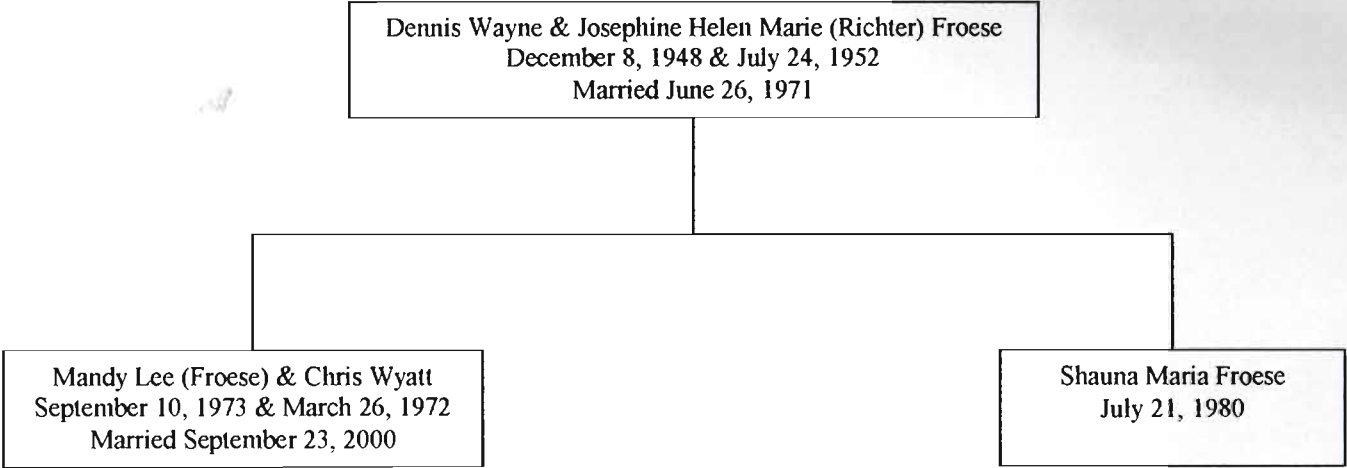 Dennis Wayne & Josephine Helen Marie (Richter) Froese
December 8, 1948 & July 24, 1952
Married June 26, 1971
Mandy Lee (Froese) & Chris Wyatt
September 10, 1973 & March 26, 1972
Married September 23, 2000
Shauna Maria Froese
July 21, 1980